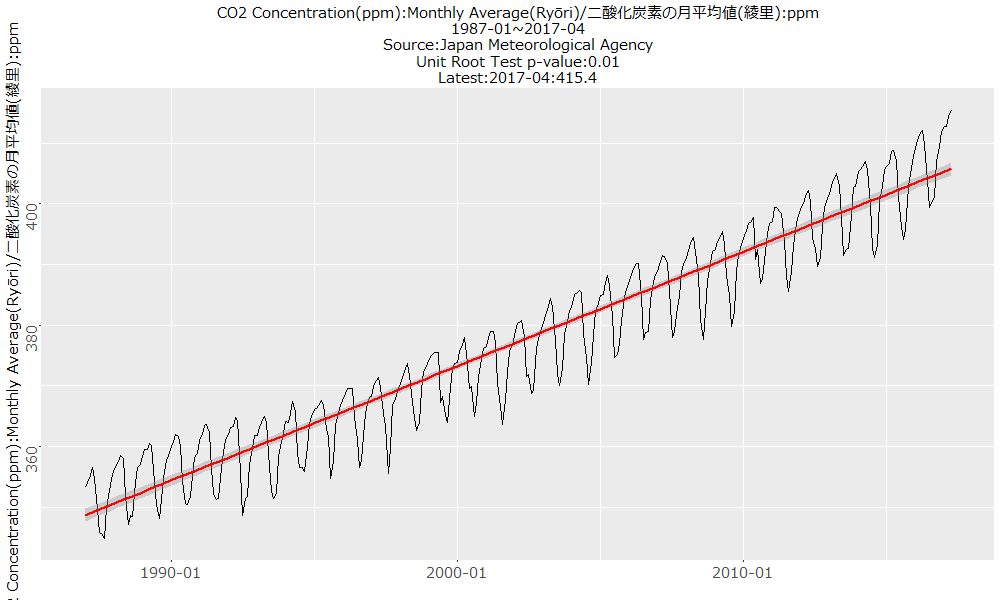 CO2 Concentration(ppm):Monthly Average(Ryōri)/二酸化炭素の月平均値(綾里):ppm
1987-01~2017-04
Source:Japan Meteorological Agency
Unit Root Test p-value:0.01
Latest:2017-04:415.4
Concentration(ppm):Monthly Average(Ryōri)/二酸化炭素の月平均値(綾里):ppm
400
380
360
1990-01
2000-01
2010-01